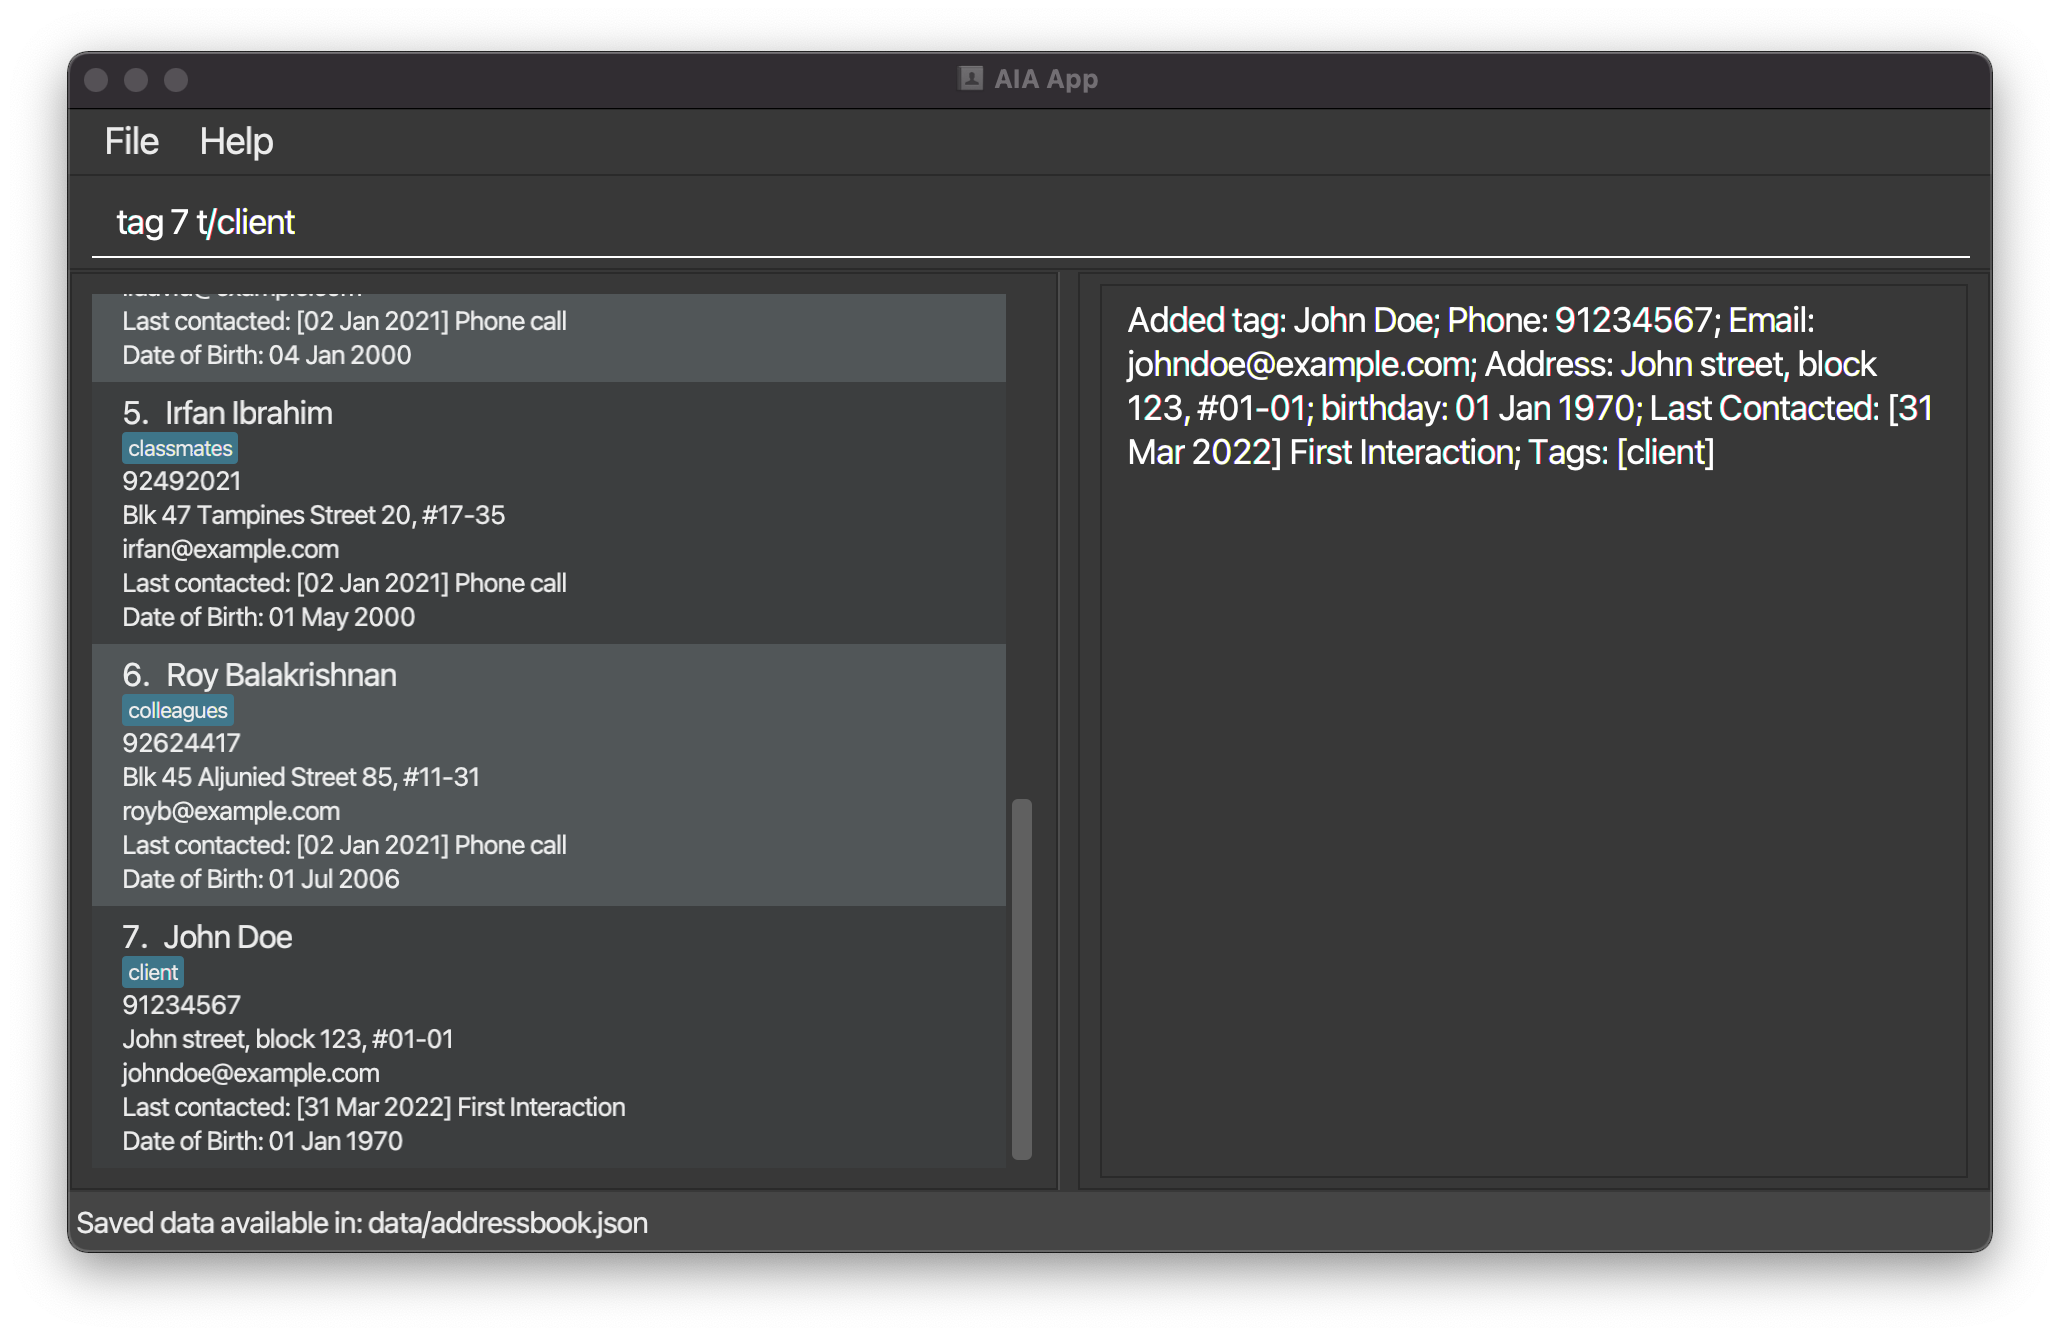 AIA App
File Help
tag 7 t/client
Last contacted: [02 Jan 2021] Phone call
Date of Birth: 04 Jan 2000
5. Irfan Ibrahim
classmates
92492021
Blk 47 Tampines Street 20, #17-35
irfan@example.com
Last contacted: [02 Jan 2021] Phone call
Date of Birth: 01 May 2000
6. Roy Balakrishnan
colleagues
92624417
Blk 45 Aljunied Street 85, #11-31
royb@example.com
Last contacted: [02 Jan 2021] Phone call
Date of Birth: 01 Jul 2006
7. John Doe
client
91234567
John street, block 123, #01-01
johndoe@example.com
Last contacted: [31 Mar 2022] First Interaction
Date of Birth: 01 Jan 1970
Added tag: John Doe; Phone: 91234567; Email:
johndoe@example.com; Address: John street, block
123, #01-01; birthday: 01 Jan 1970; Last Contacted: [31
Mar 2022] First Interaction; Tags: [client]
Saved data available in: data/addressbook.json